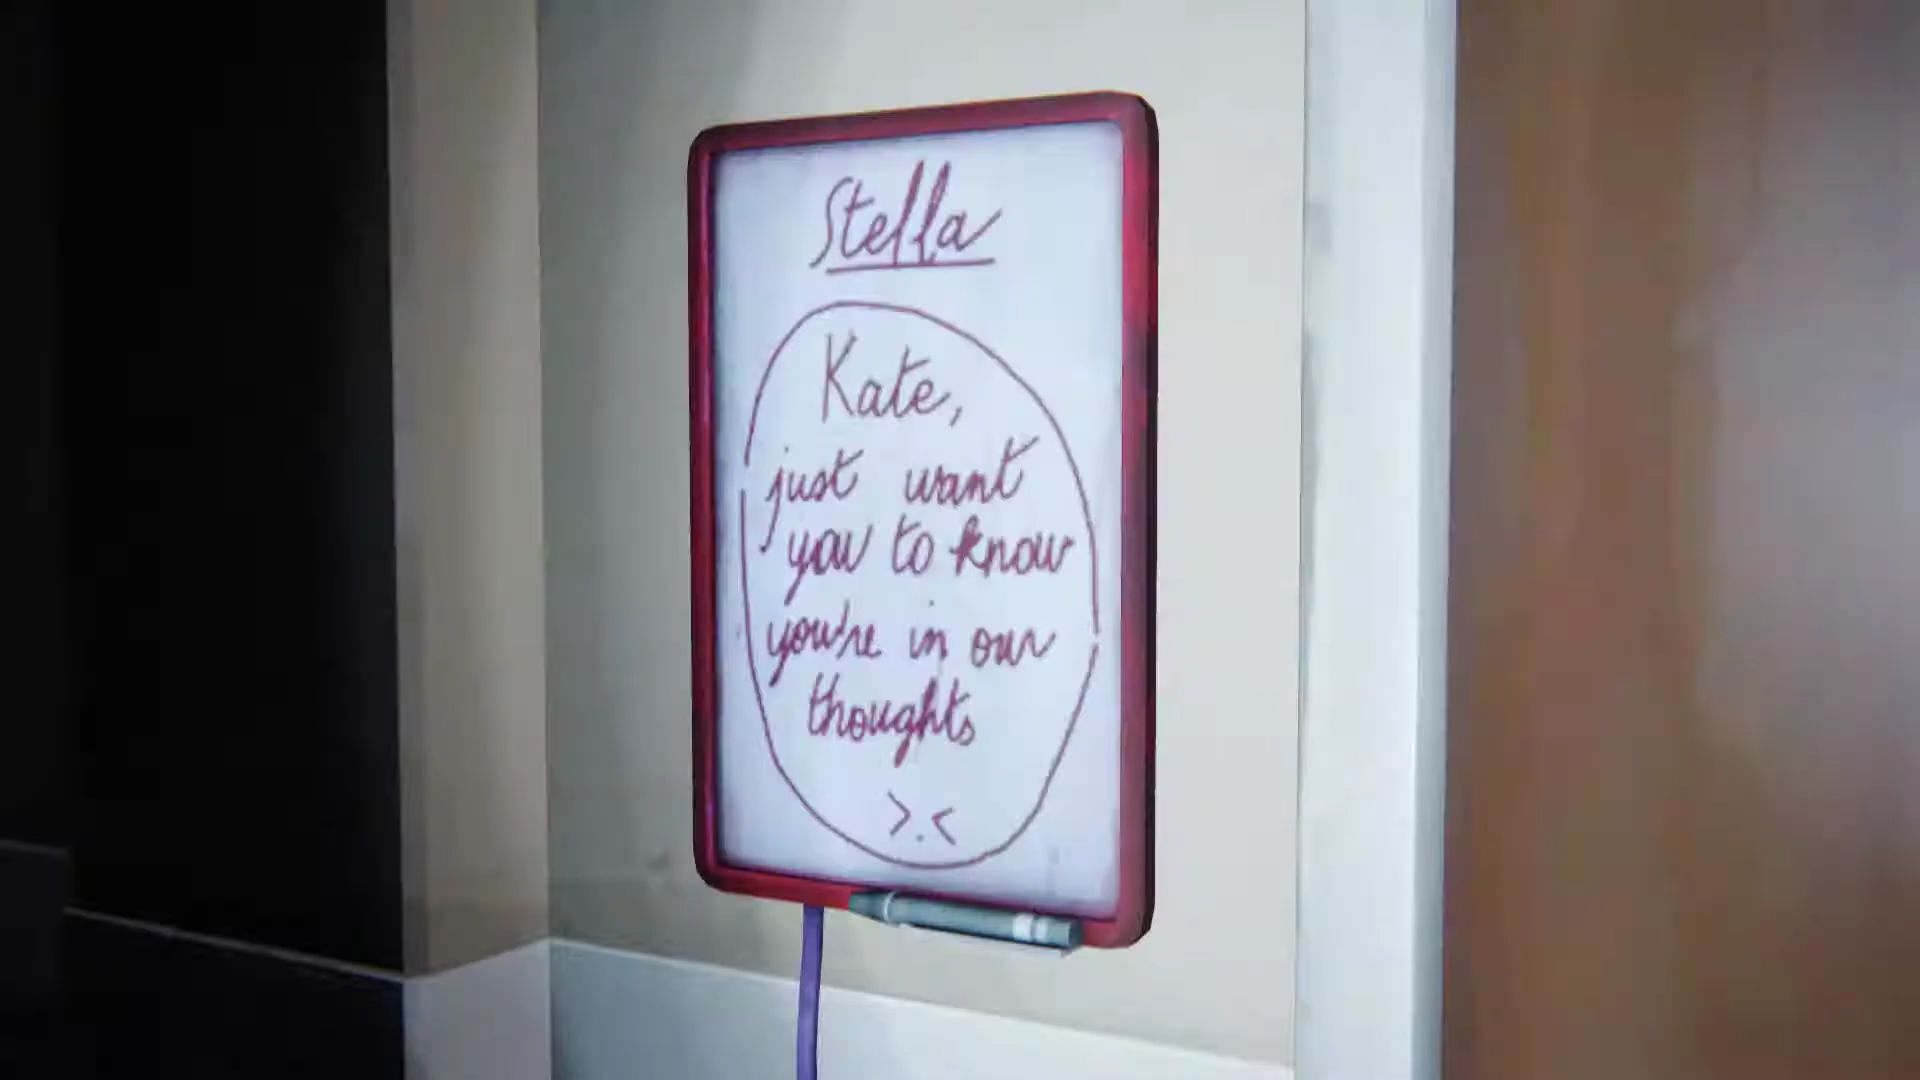 Stella
Kate,
just want
you to know
you're in our
thoughts
>.<